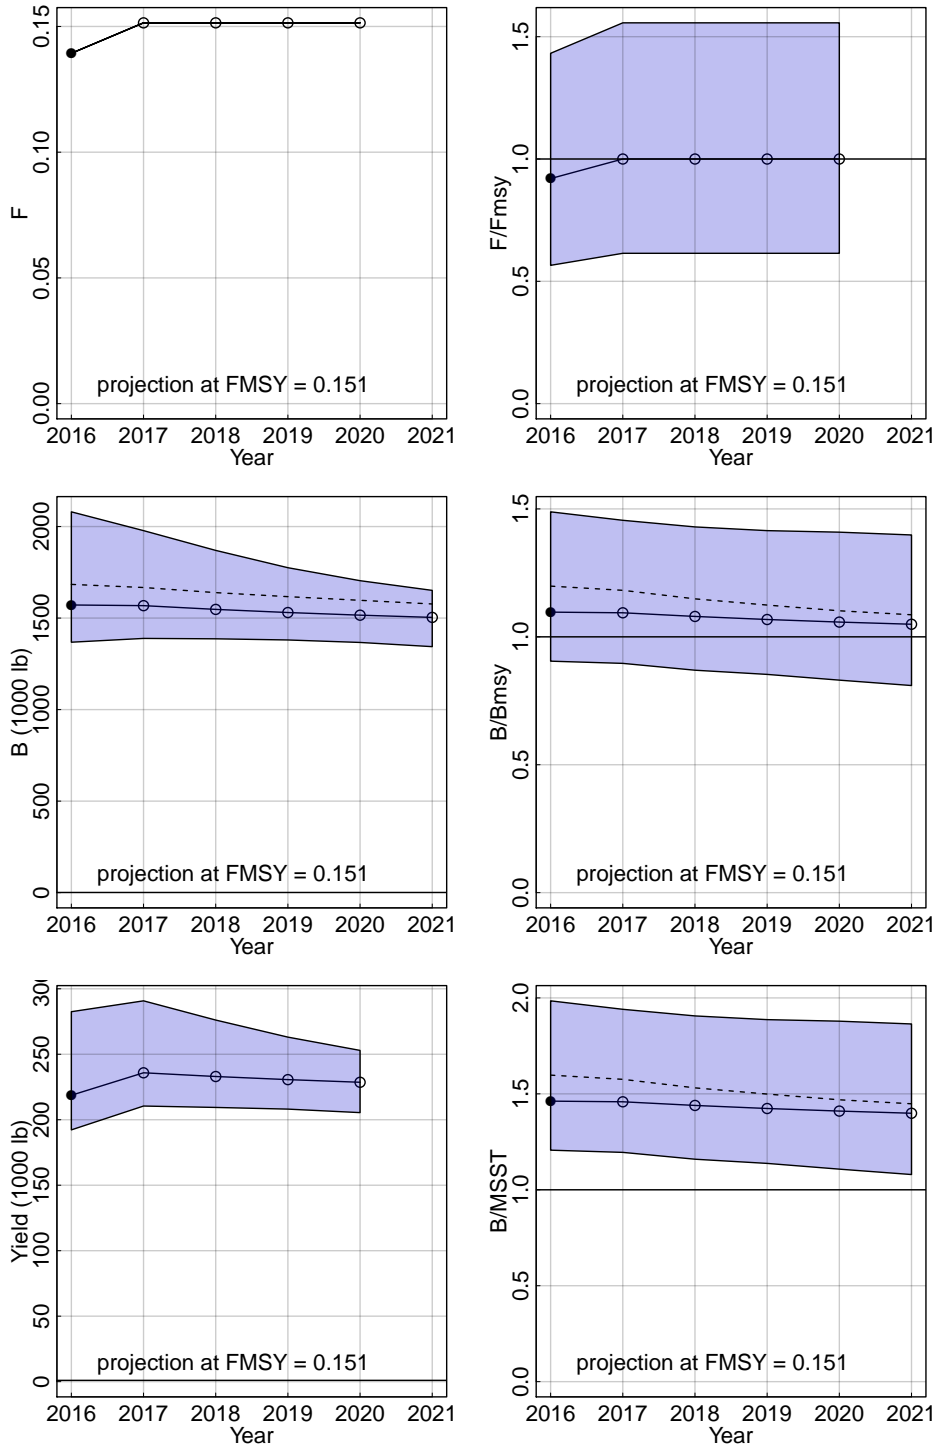 F
0.00 0.05 0.10 0.15
projection at FMSY = 0.151
2016 2017 2018 2019 2020 2021
Year
F/Fmsy
0.0 0.5 1.0 1.5
projection at FMSY = 0.151
2016 2017 2018 2019 2020 2021
Year
B (1000 lb)
0 500 1000 1500 2000
projection at FMSY = 0.151
2016 2017 2018 2019 2020 2021
Year
B/Bmsy
0.0 0.5 1.0 1.5
projection at FMSY = 0.151
2016 2017 2018 2019 2020 2021
Year
Yield (1000 lb)
0 50 100 150 200 250 300
projection at FMSY = 0.151
2016 2017 2018 2019 2020 2021
Year
B/MSST
0.0 0.5 1.0 1.5 2.0
projection at FMSY = 0.151
2016 2017 2018 2019 2020 2021
Year